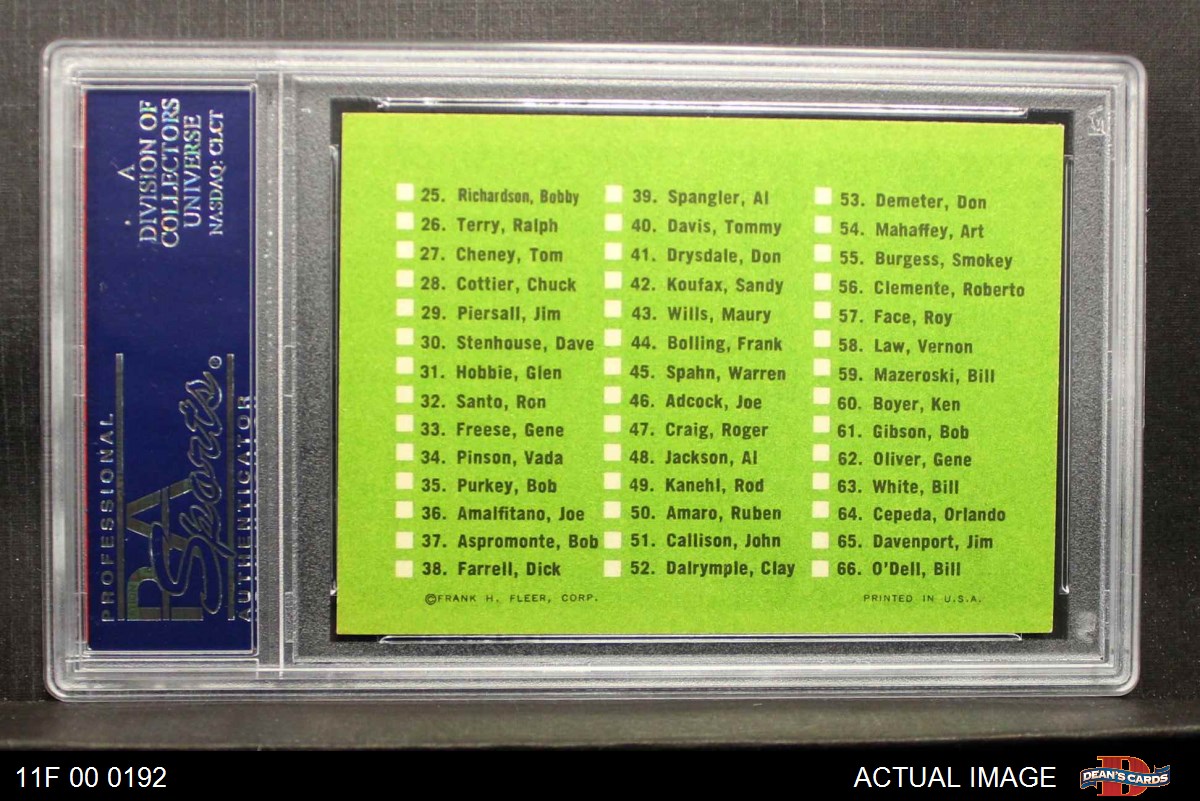 A
DIVISION OF
COLLECTORS
UNIVERSE
NASDAQ: CLCT
PROFESSIONAL
PSA
Sports
AUTHENTICATOR
25. Richardson, Bobby
26. Terry, Ralph
27. Cheney, Tom
28. Cottier, Chuck
29. Piersall, Jim
30. Stenhouse, Dave
31. Hobbie, Glen
32. Santo, Ron
33. Freese, Gene
34. Pinson, Vada
35. Purkey, Bob
36. Amalfitano, Joe
37. Aspromonte, Bob
38. Farrell, Dick
39. Spangler, Al
40. Davis, Tommy
41. Drysdale, Don
42. Koufax, Sandy
43. Wills, Maury
44. Bolling, Frank
45. Spahn, Warren
46. Adcock, Joe
47. Craig, Roger
48. Jackson, Al
49. Kanehl, Rod
50. Amaro, Ruben
51. Callison, John
52. Dalrymple, Clay
53. Demeter, Don
54. Mahaffey, Art
55. Burgess, Smokey
56. Clemente, Roberto
57. Face, Roy
58. Law, Vernon
59. Mazeroski, Bill
60. Boyer, Ken
61. Gibson, Bob
62. Oliver, Gene
63. White, Bill
64. Cepeda, Orlando
65. Davenport, Jim
66. O'Dell, Bill
©FRANK H. FLEER, CORP.
PRINTED IN U.S.A.
11F 00 0192
ACTUAL IMAGE
DEAN'S CARDS